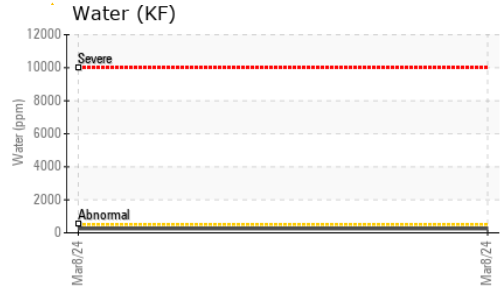 Water (KF)
12000
10000
8000
6000
4000
2000
0
Water (ppm)
Severe
Abnormal
Mar8/24
Mar8/24